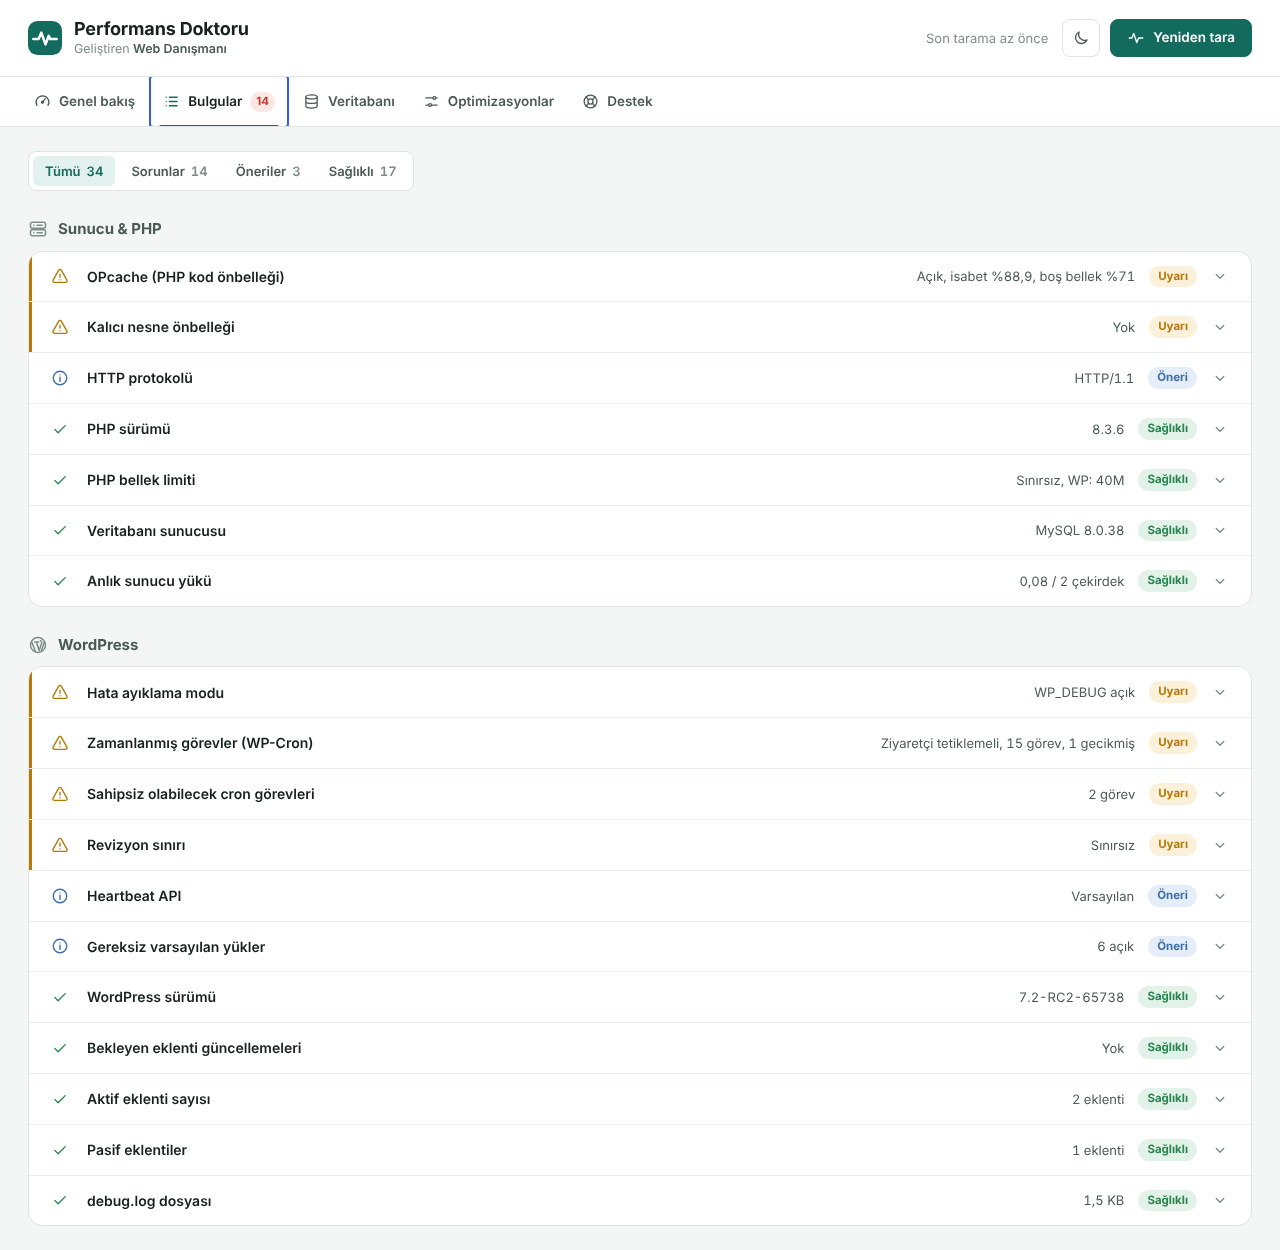 Performans Doktoru
Geliştiren Web Danışmanı
Son tarama az önce
Yeniden tara
Genel bakış
Bulgular 14
Veritabanı
Optimizasyonlar
Destek
Tümü 34
Sorunlar 14
Öneriler 3
Sağlıklı 17
Sunucu & PHP
OPcache (PHP kod önbelleği) Açık, isabet %88,9, boş bellek %71 Uyarı
Kalıcı nesne önbelleği Yok Uyarı
HTTP protokolü HTTP/1.1 Öneri
PHP sürümü 8.3.6 Sağlıklı
PHP bellek limiti Sınırsız, WP: 40M Sağlıklı
Veritabanı sunucusu MySQL 8.0.38 Sağlıklı
Anlık sunucu yükü 0,08 / 2 çekirdek Sağlıklı
WordPress
Hata ayıklama modu WP_DEBUG açık Uyarı
Zamanlanmış görevler (WP-Cron) Ziyaretçi tetiklemeli, 15 görev, 1 gecikmiş Uyarı
Sahipsiz olabilecek cron görevleri 2 görev Uyarı
Revizyon sınırı Sınırsız Uyarı
Heartbeat API Varsayılan Öneri
Gereksiz varsayılan yükler 6 açık Öneri
WordPress sürümü 7.2-RC2-65738 Sağlıklı
Bekleyen eklenti güncellemeleri Yok Sağlıklı
Aktif eklenti sayısı 2 eklenti Sağlıklı
Pasif eklentiler 1 eklenti Sağlıklı
debug.log dosyası 1,5 KB Sağlıklı